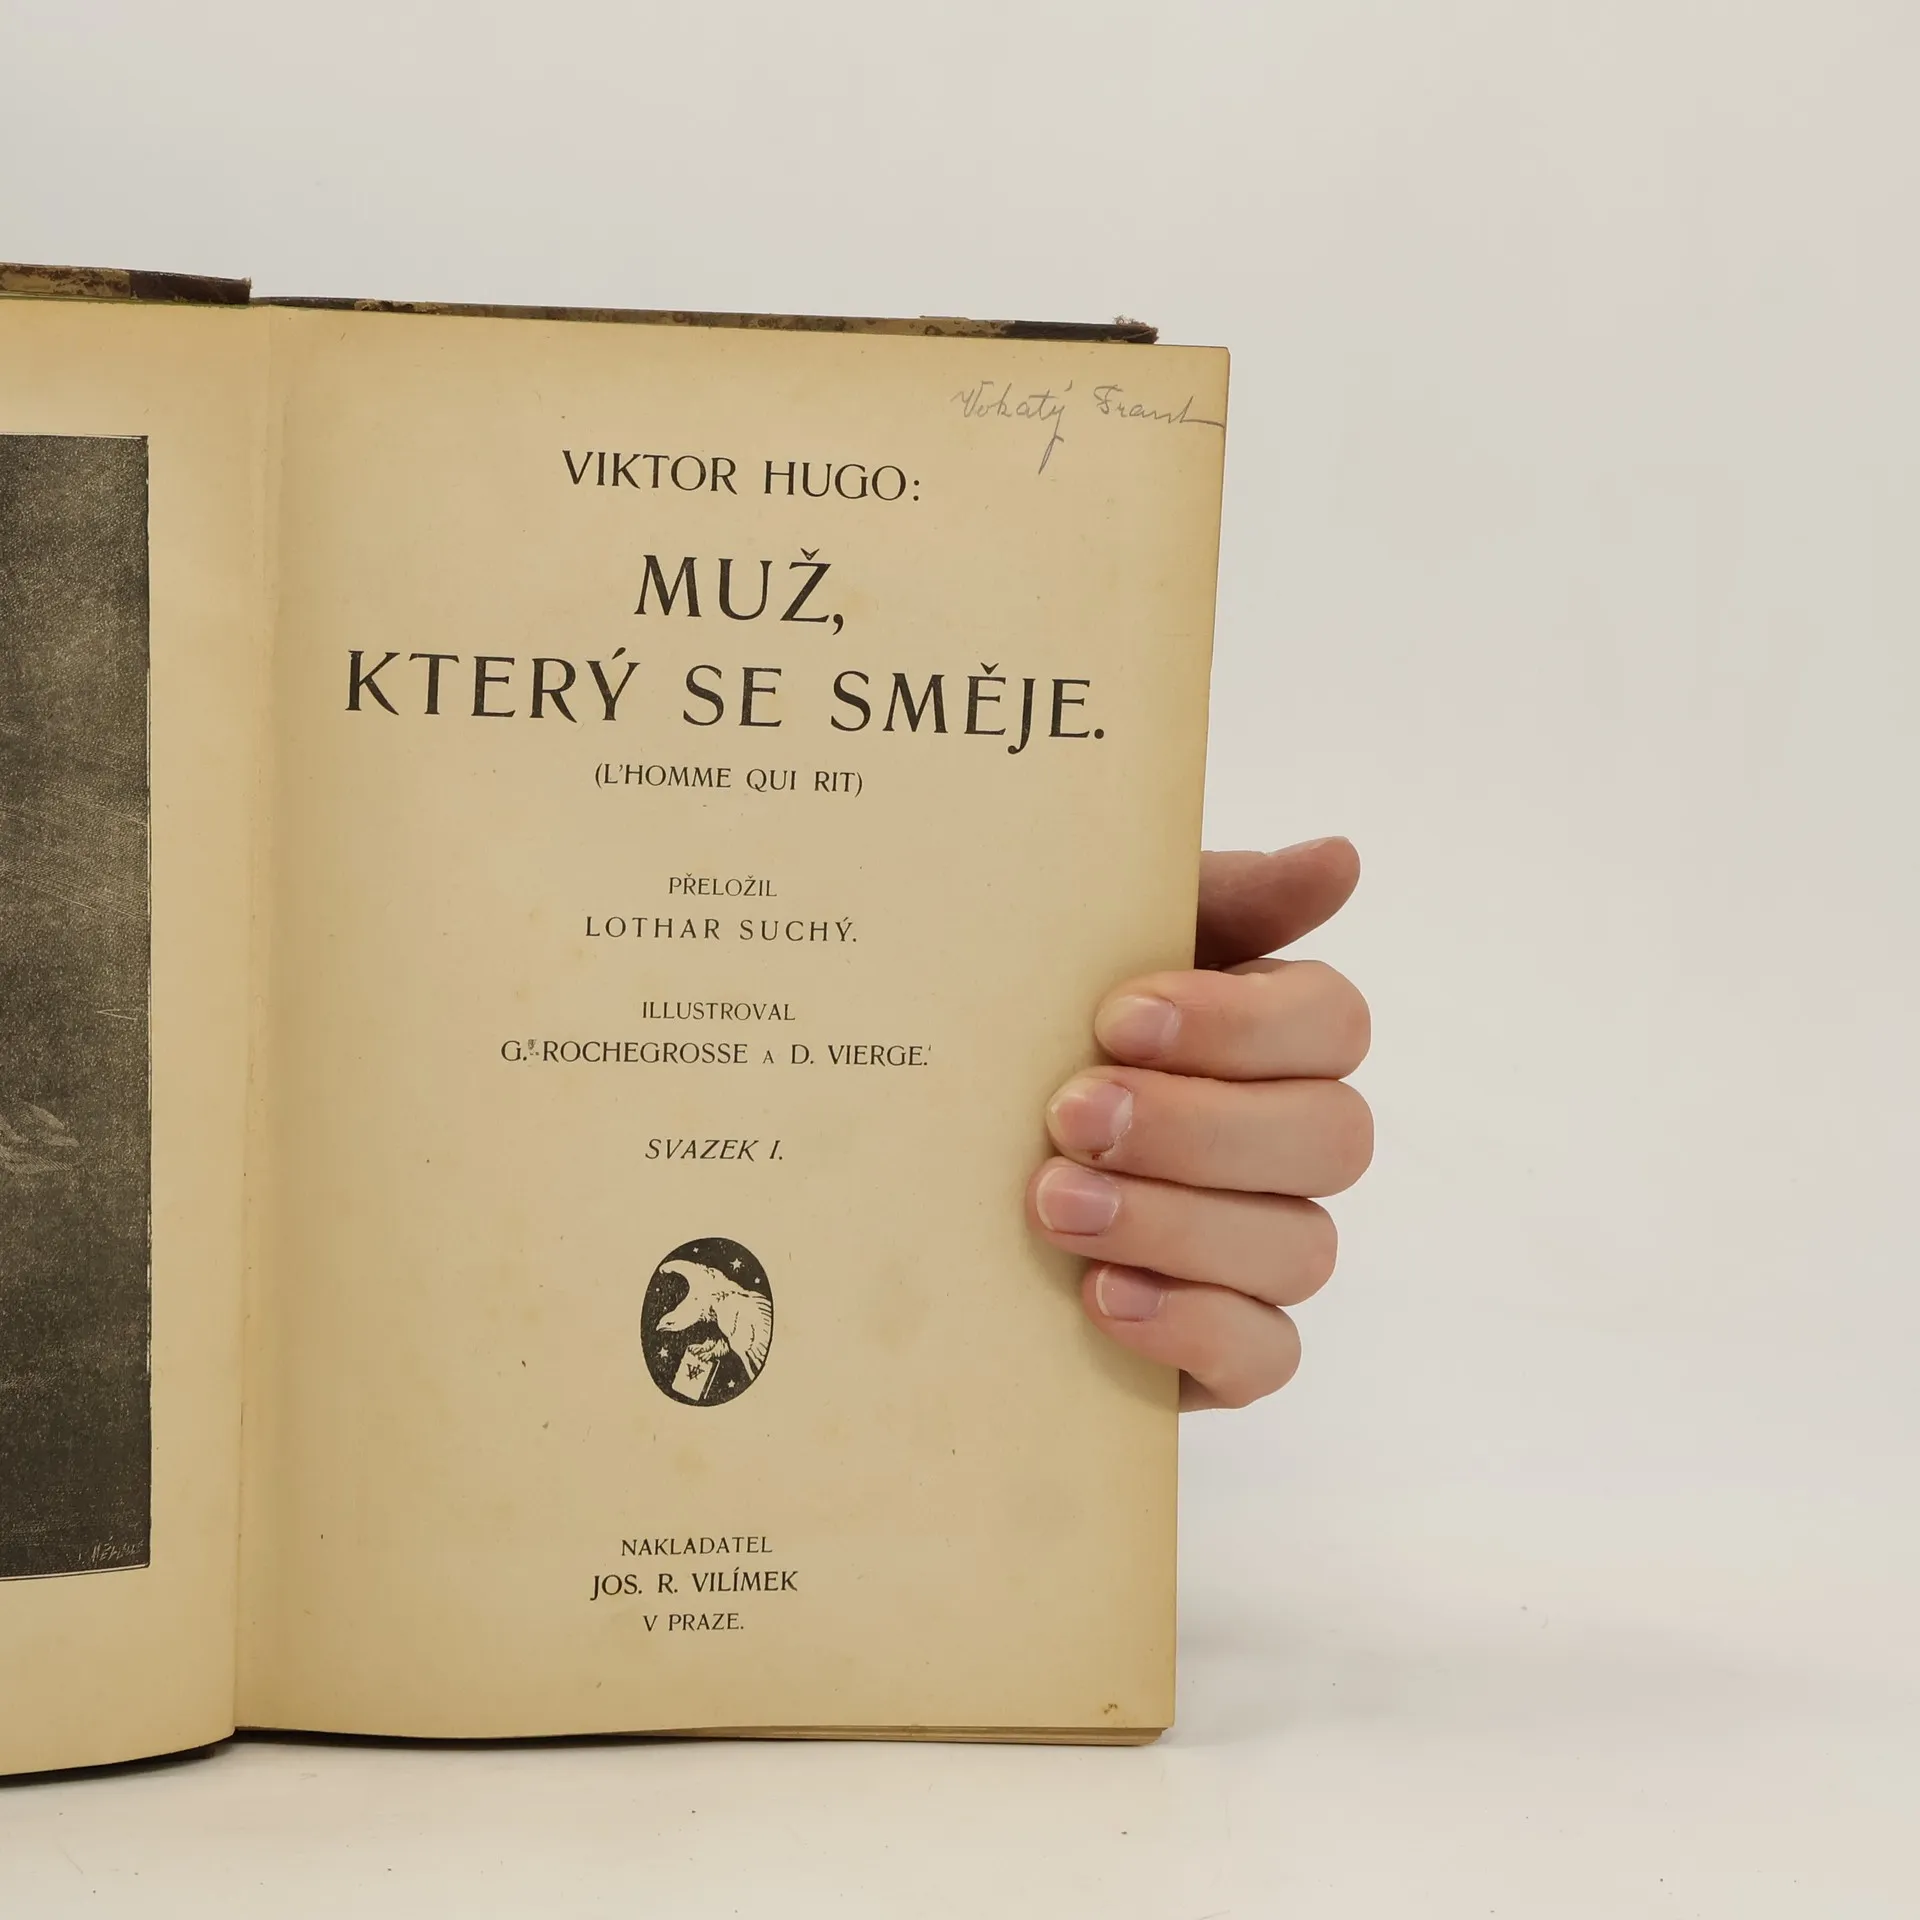 Vokatý Frant
VIKTOR HUGO:
MUŽ,
KTERÝ SE SMĚJE.
(L'HOMME QUI RIT)
PŘELOŽIL
LOTHAR SUCHÝ.
ILLUSTROVAL
G. ROCHEGROSSE A D. VIERGE.
SVAZEK I.
NAKLADATEL
JOS. R. VILÍMEK
V PRAZE.